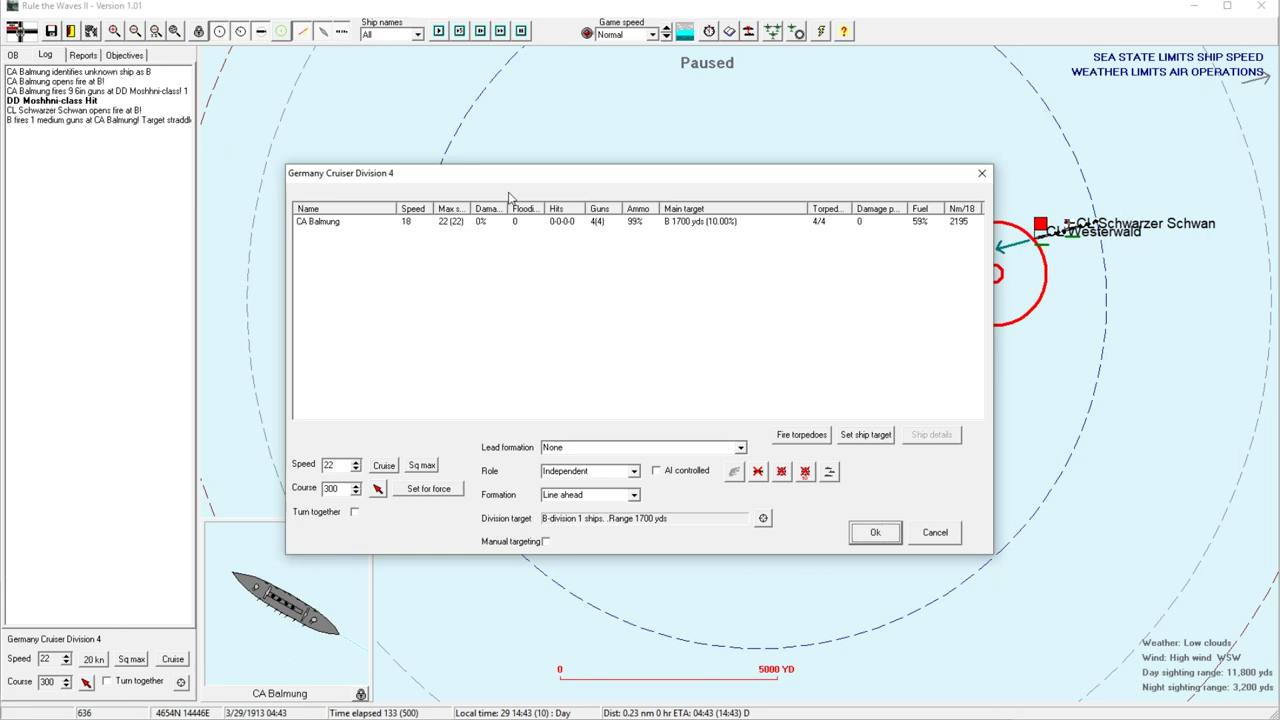 Rule the Waves II - Version 1.01
Ship names
All
Game speed
Normal
OB Log Reports Objectives
CA Balmung identifies unknown ship as B
CA Balmung opens fire at B!
CA Balmung fires 9 6in guns at DD Moshhni-class! 1
DD Moshhni-class Hit
CL Schwarzer Schwan opens fire at B!
B fires 1 medium guns at CA Balmung! Target straddl
Paused
SEA STATE LIMITS SHIP SPEED
WEATHER LIMITS AIR OPERATIONS
CL Schwarzer Schwan
CL Westerwald
Germany Cruiser Division 4
Name Speed Max s... Dama... Floodi... Hits Guns Ammo Main target Torped... Damage p... Fuel Nm/18
CA Balmung 18 22 (22) 0% 0 0-0-0-0 4(4) 99% B 1700 yds (10.00%) 4/4 0 59% 2195
Fire torpedoes Set ship target Ship details
Lead formation None
Speed 22 Cruise Sq max
Role Independent AI controlled
Course 300 Set for force
Formation Line ahead
Turn together
Division target B-division 1 ships. .Range 1700 yds
Manual targeting
Ok Cancel
Germany Cruiser Division 4
Speed 22 20 kn Sq max Cruise
Course 300 Turn together
CA Balmung
0 5000 YD
Weather: Low clouds
Wind: High wind WSW
Day sighting range: 11,800 yds
Night sighting range: 3,200 yds
636 4654N 14446E 3/29/1913 04:43 Time elapsed 133 (500) Local time: 29 14:43 (10) : Day Dist: 0.23 nm 0 hr ETA: 04:43 (14:43) D